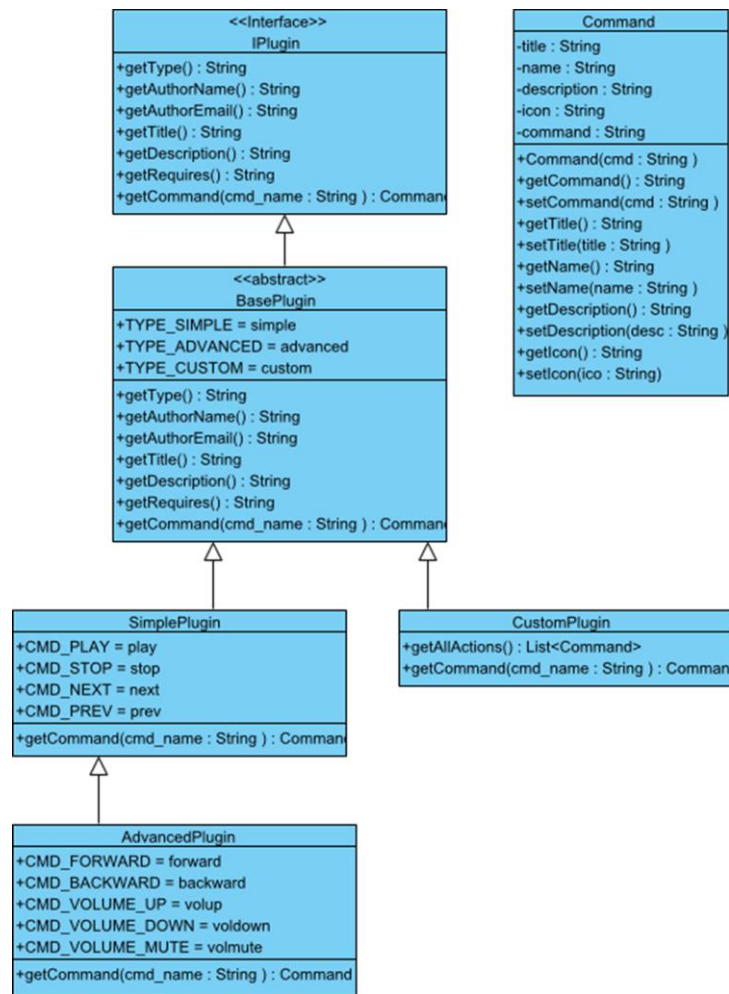 <<Interface>>
IPlugin
+getType() : String
+getAuthorName() : String
+getAuthorEmail() : String
+getTitle() : String
+getDescription() : String
+getRequires() : String
+getCommand(cmd_name : String ) : Command
Command
-title : String
-name : String
-description : String
-icon : String
-command : String
+Command(cmd : String )
+getCommand() : String
+setCommand(cmd : String )
+getTitle() : String
+setTitle(title : String )
+getName() : String
+setName(name : String )
+getDescription() : String
+setDescription(desc : String )
+getIcon() : String
+setIcon(ico : String)
<<abstract>>
BasePlugin
+TYPE_SIMPLE = simple
+TYPE_ADVANCED = advanced
+TYPE_CUSTOM = custom
+getType() : String
+getAuthorName() : String
+getAuthorEmail() : String
+getTitle() : String
+getDescription() : String
+getRequires() : String
+getCommand(cmd_name : String ) : Command
SimplePlugin
+CMD_PLAY = play
+CMD_STOP = stop
+CMD_NEXT = next
+CMD_PREV = prev
+getCommand(cmd_name : String ) : Command
CustomPlugin
+getAllActions() : List<Command>
+getCommand(cmd_name : String ) : Comman
AdvancedPlugin
+CMD_FORWARD = forward
+CMD_BACKWARD = backward
+CMD_VOLUME_UP = volup
+CMD_VOLUME_DOWN = voldown
+CMD_VOLUME_MUTE = volmute
+getCommand(cmd_name : String ) : Command